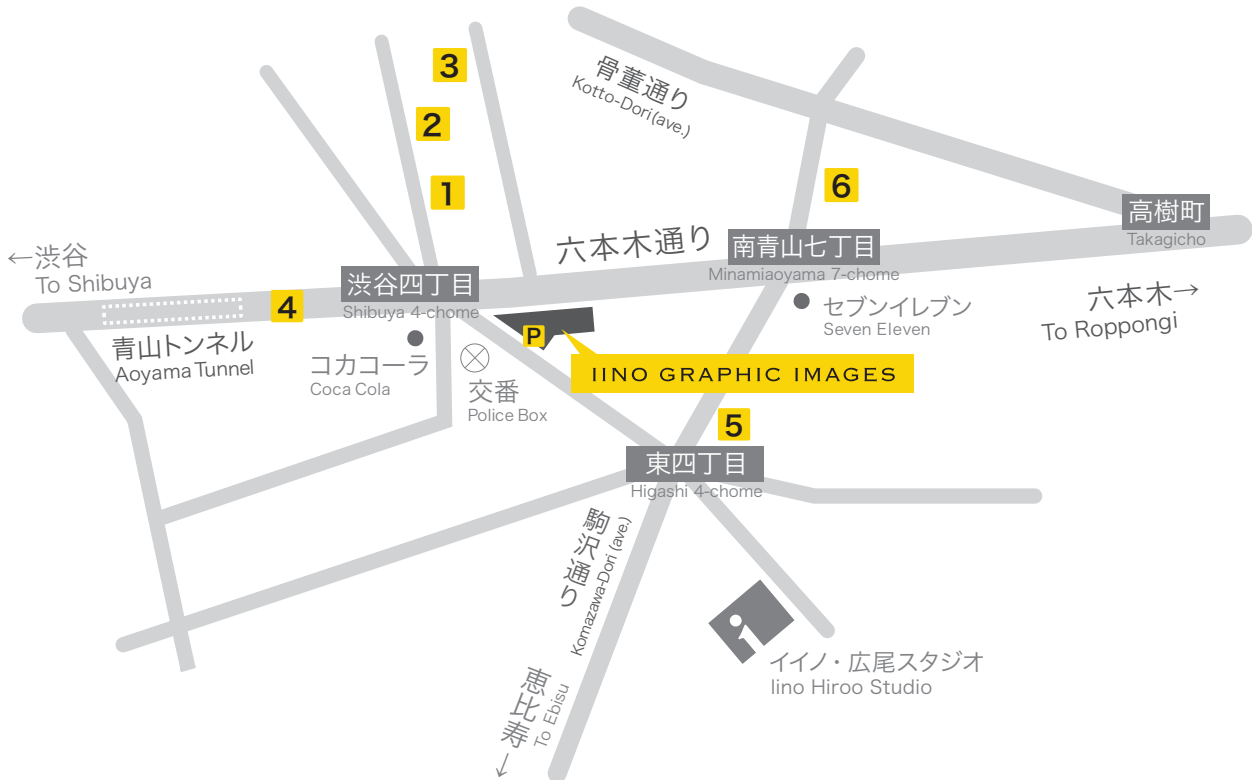 3
骨董通り
Kotto-Dori(ave.)
2
1
6
高樹町
Takagicho
六本木通り
南青山七丁目
Minamiaoyama 7-chome
←渋谷
To Shibuya
渋谷四丁目
Shibuya 4-chome
4
六本木→
To Roppongi
セブンイレブン
Seven Eleven
青山トンネル
Aoyama Tunnel
P
コカコーラ
Coca Cola
交番
Police Box
IINO GRAPHIC IMAGES
5
東四丁目
Higashi 4-chome
駒沢通り
Komazawa-Dori (ave.)
イイノ・広尾スタジオ
Iino Hiroo Studio
恵比寿→
To Ebisu